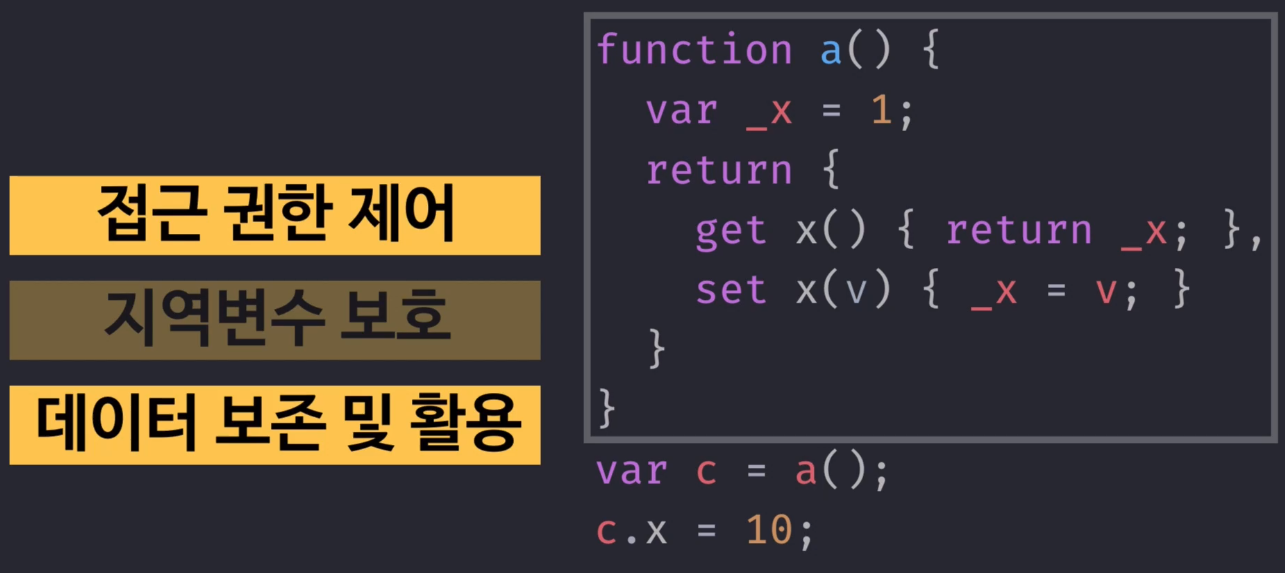 접근 권한 제어
지역변수 보호
데이터 보존 및 활용
function a() {
  var _x = 1;
  return {
    get x() { return _x; },
    set x(v) { _x = v; }
  }
}
var c = a();
c.x = 10;